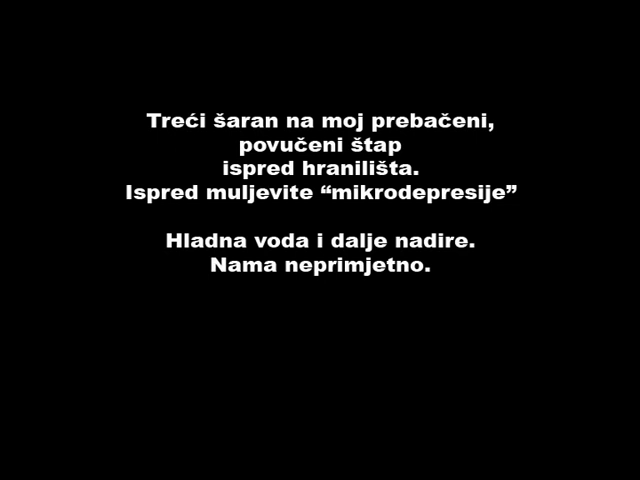 Treći šaran na moj prebačeni,
povučeni štap
ispred hranilišta.
Ispred muljevite “mikrodepresije”
Hladna voda i dalje nadire.
Nama neprimjetno.